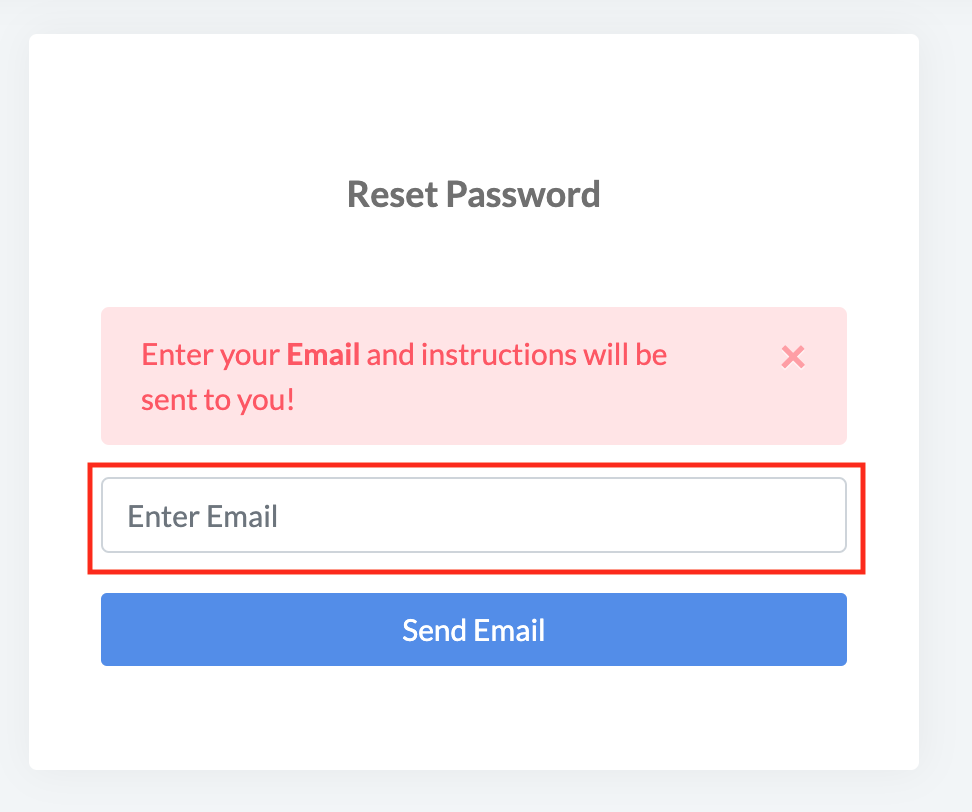 Reset Password
Enter your Email and instructions will be
sent to you!
Enter Email
Send Email